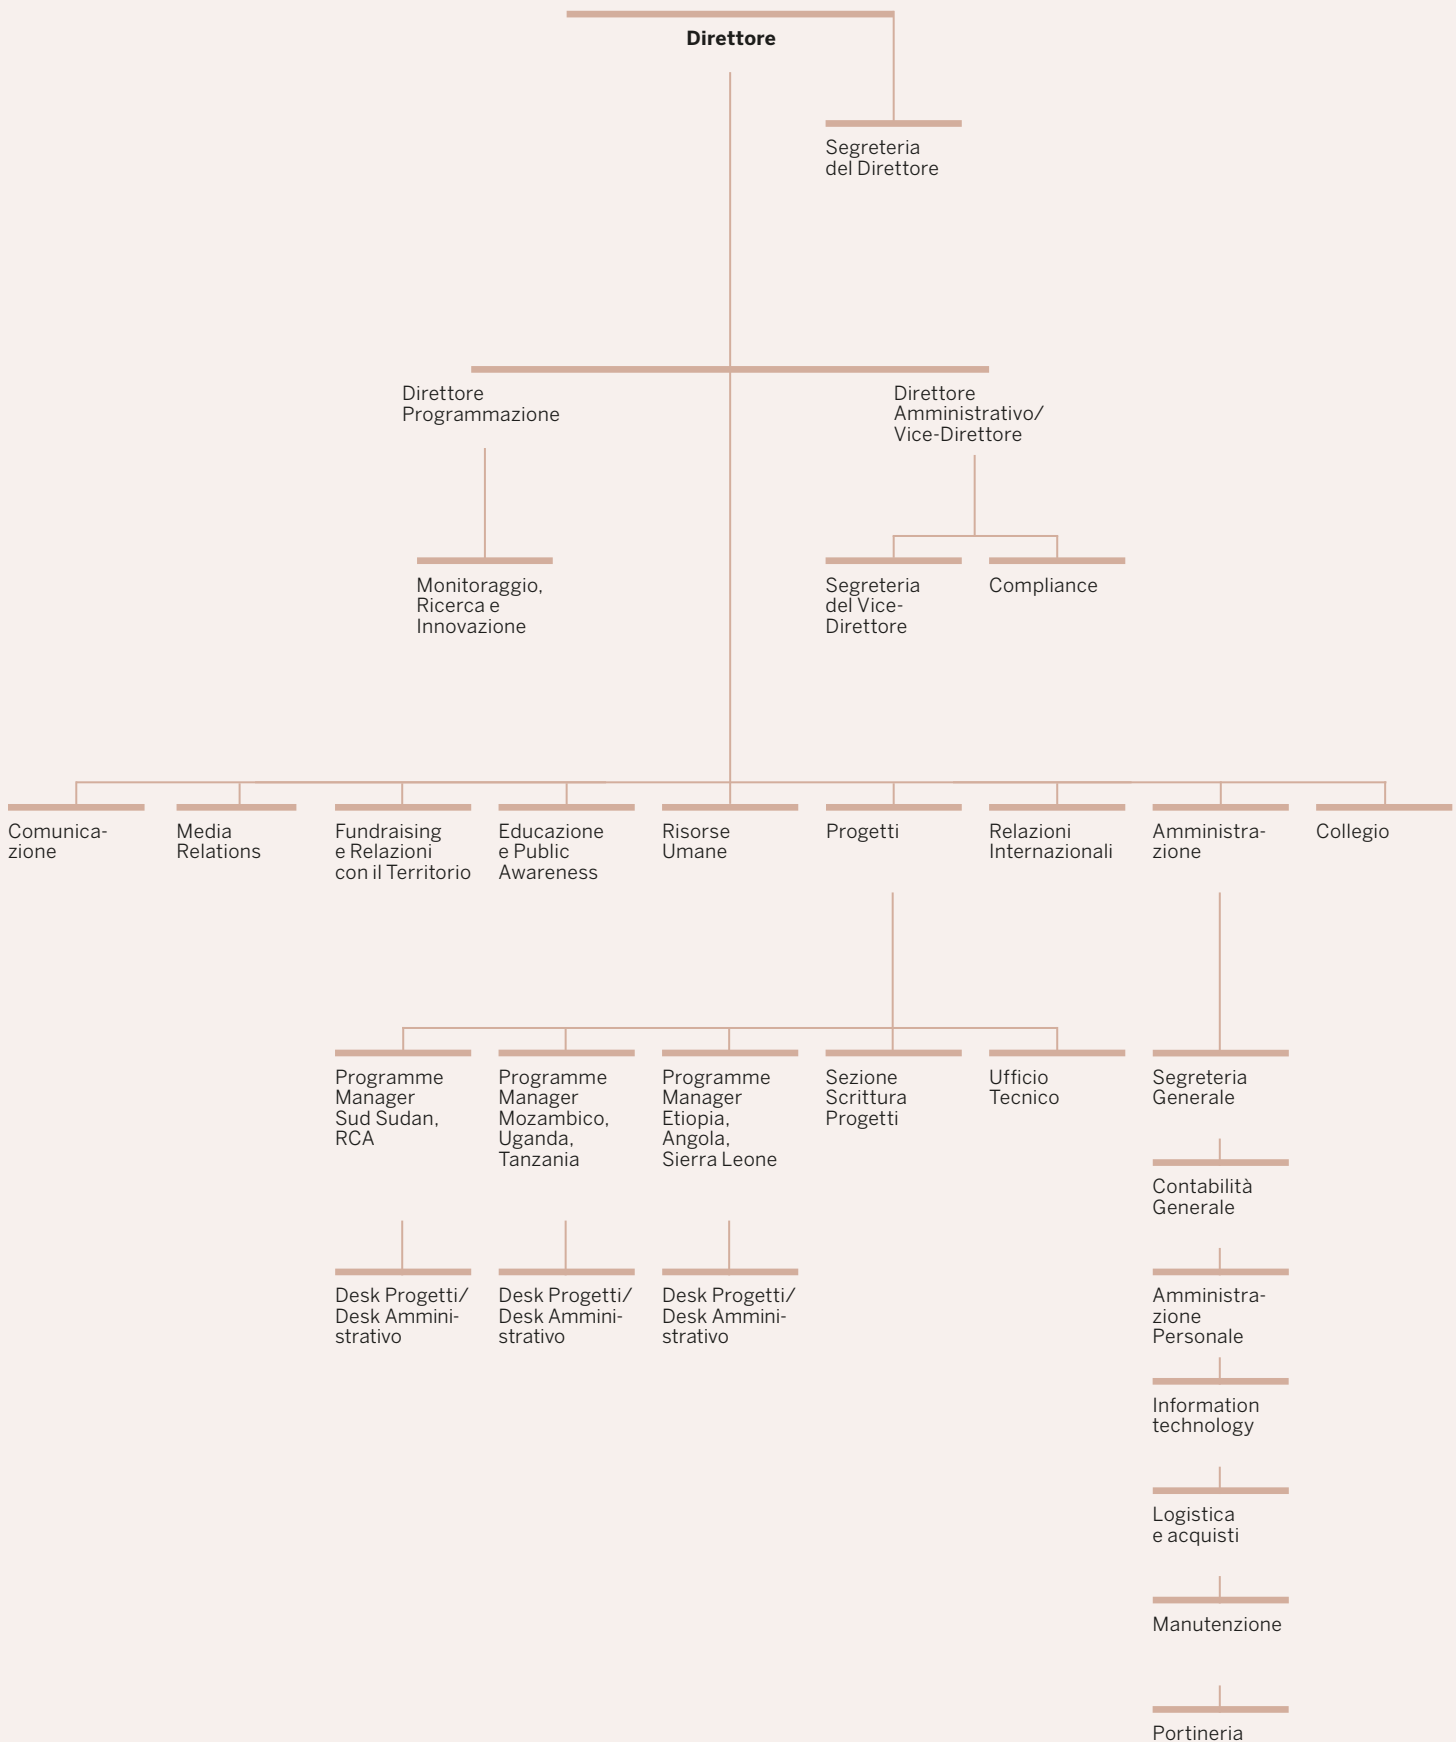 Direttore
Segreteria
del Direttore
Direttore
Programmazione
Direttore
Amministrativo/
Vice-Direttore
Monitoraggio,
Ricerca e
Innovazione
Segreteria
del Vice-
Direttore
Compliance
Comunica-
zione
Media
Relations
Fundraising
e Relazioni
con il Territorio
Educazione
e Public
Awareness
Risorse
Umane
Progetti
Relazioni
Internazionali
Amministra-
zione
Collegio
Programme
Manager
Sud Sudan,
RCA
Programme
Manager
Mozambico,
Uganda,
Tanzania
Programme
Manager
Etiopia,
Angola,
Sierra Leone
Sezione
Scrittura
Progetti
Ufficio
Tecnico
Segreteria
Generale
Contabilità
Generale
Desk Progetti/
Desk Ammini-
strativo
Desk Progetti/
Desk Ammini-
strativo
Desk Progetti/
Desk Ammini-
strativo
Amministra-
zione
Personale
Information
technology
Logistica
e acquisti
Manutenzione
Portineria